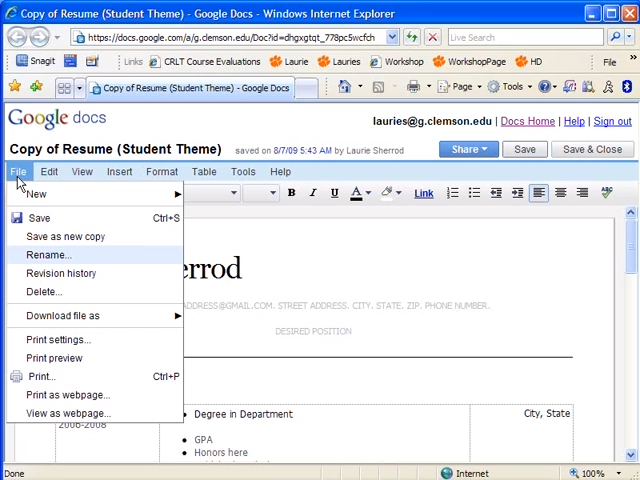 Copy of Resume (Student Theme) - Google Docs - Windows Internet Explorer
https://docs.google.com/a/g.clemson.edu/Doc?id=dhgxgtqt_778pc5wcfch
Live Search
Snagit
Links CRLT Course Evaluations Laurie Lauries Workshop WorkshopPage HD File »
Copy of Resume (Student Theme) - Google Docs
Page Tools
Google docs
lauries@g.clemson.edu | Docs Home | Help | Sign out
Copy of Resume (Student Theme) saved on 8/7/09 5:43 AM by Laurie Sherrod
Share Save Save & Close
File Edit View Insert Format Table Tools Help
B I U A Link
New
Save Ctrl+S
Save as new copy
Rename...
Revision history
Delete...
Download file as
Print settings...
Print preview
Print... Ctrl+P
Print as webpage...
View as webpage...
errod
ADDRESS@GMAIL.COM. STREET ADDRESS. CITY. STATE. ZIP. PHONE NUMBER.
DESIRED POSITION
Degree in Department City, State
2006-2008
GPA
Honors here
Done Internet 100%